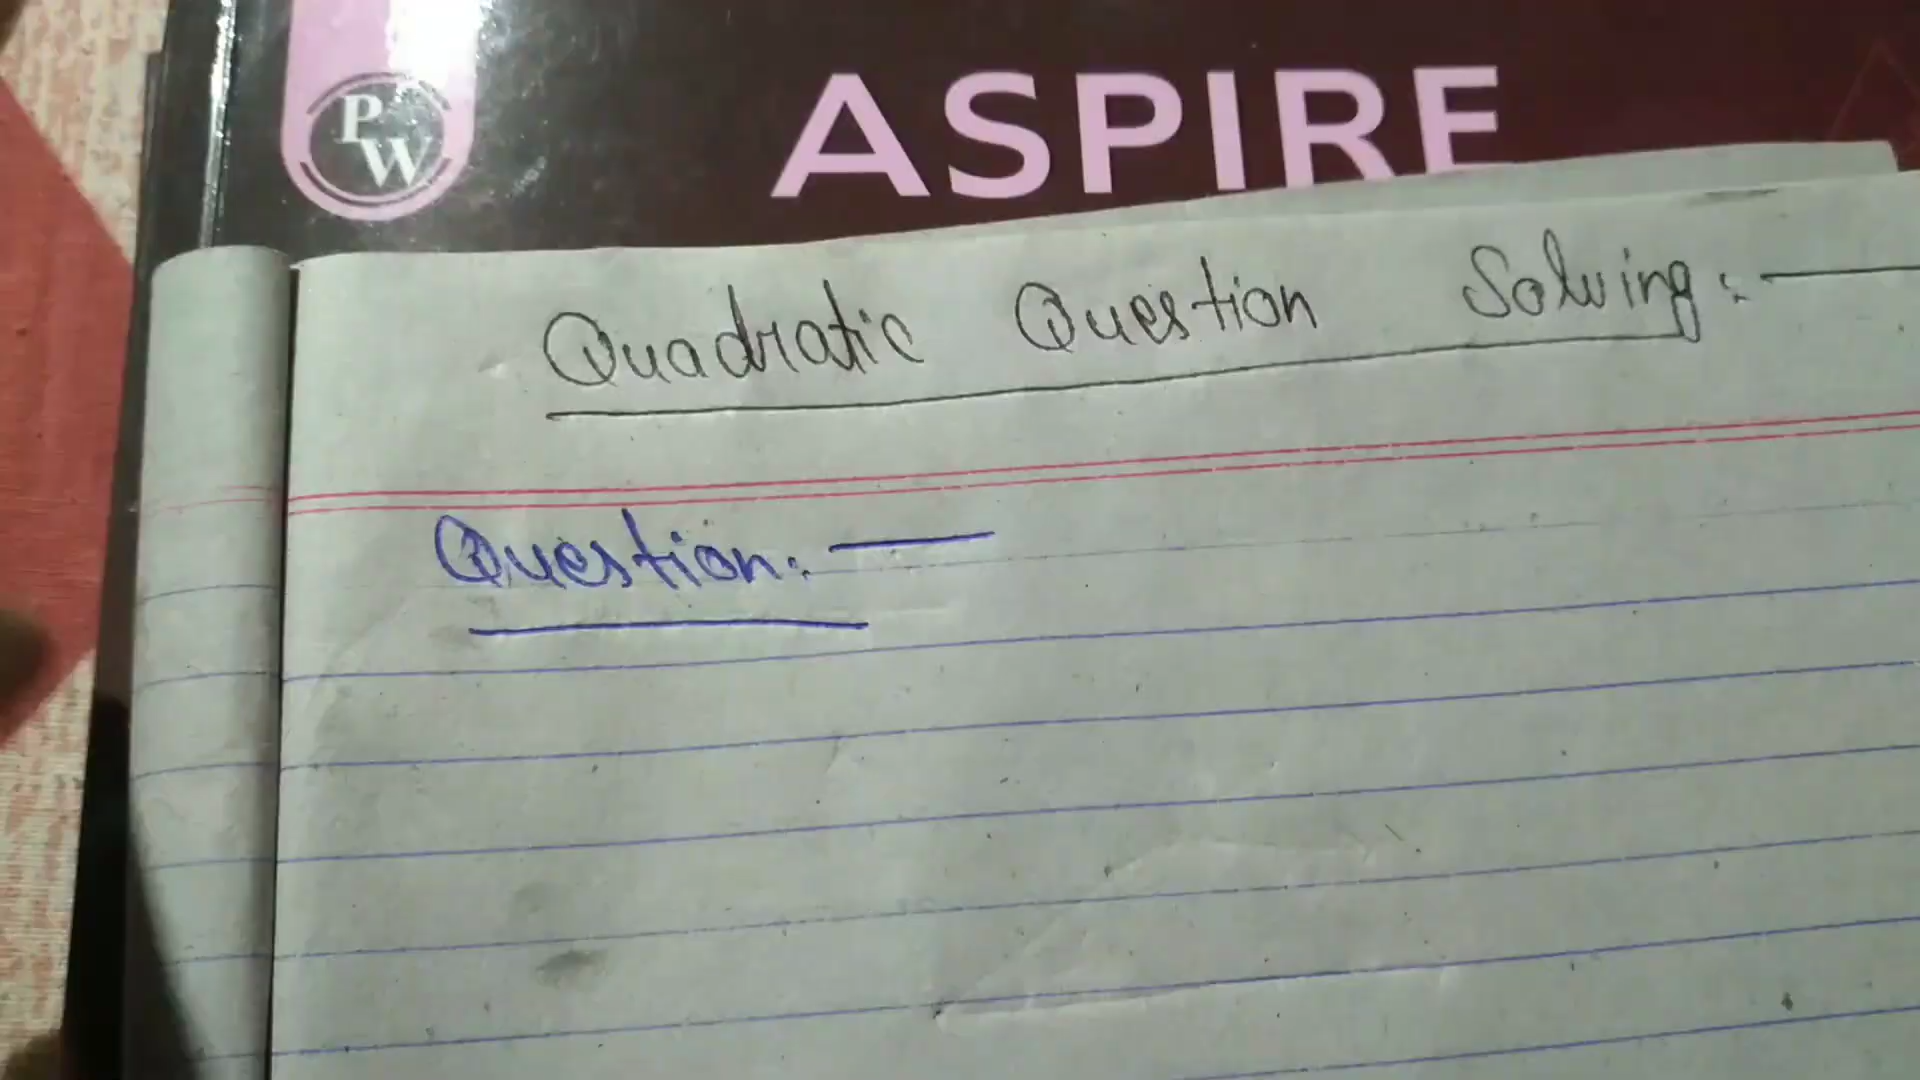 PW
ASPIRE
Quadratic Question Solving :-
Question :-